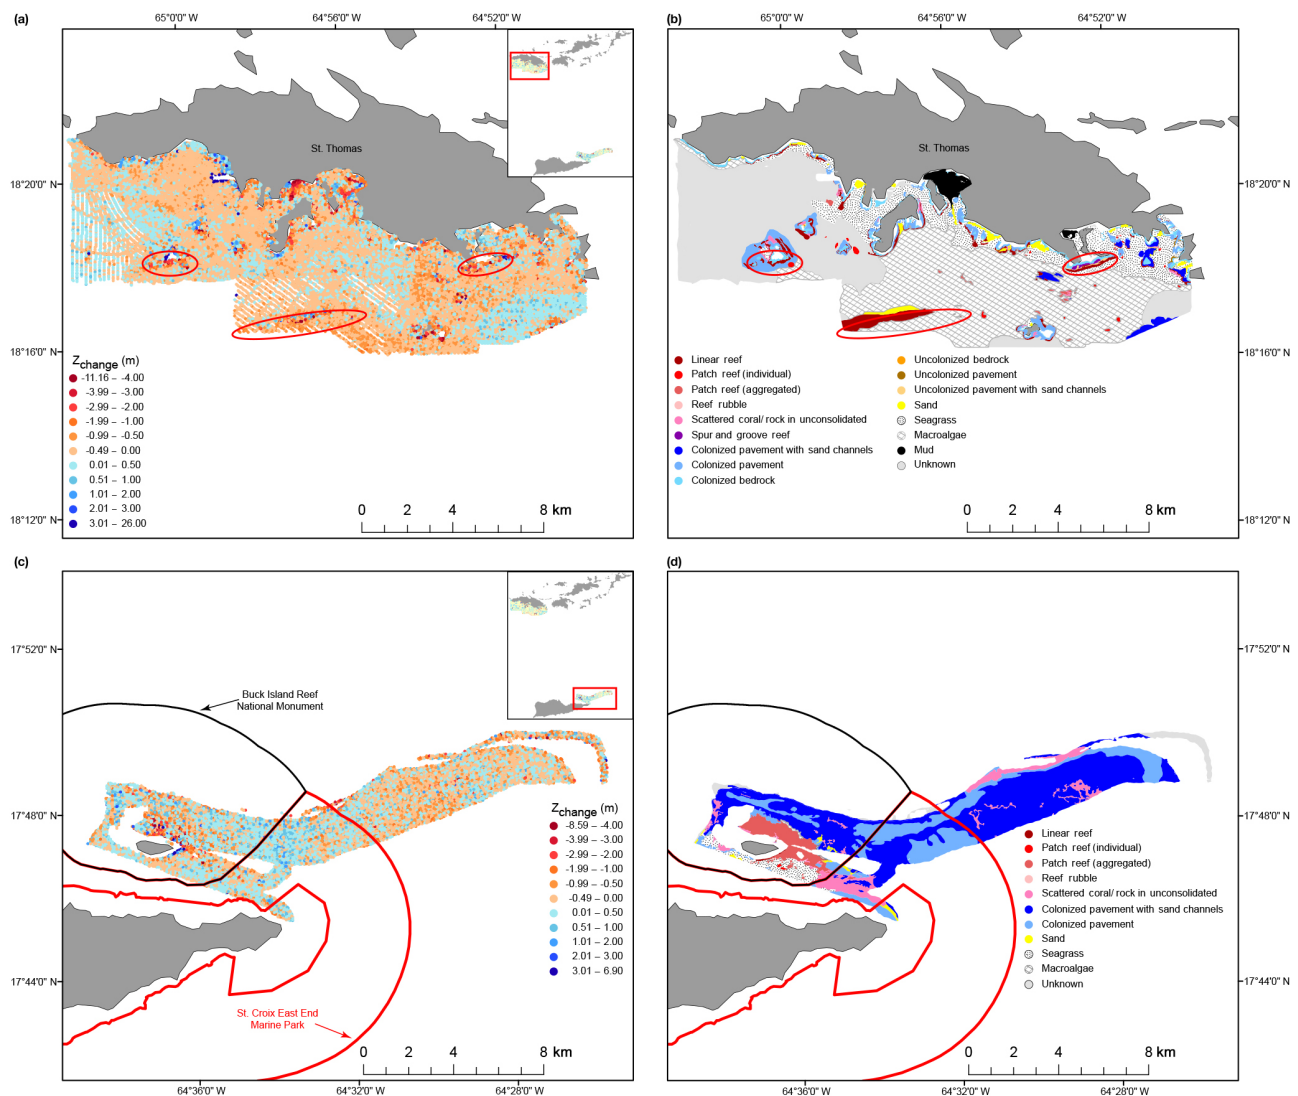 (a)
65°0'0" W
64°56'0" W
64°52'0" W
St. Thomas
18°20'0" N
18°16'0" N
18°12'0" N
Zchange (m)
-11.16 – -4.00
-3.99 – -3.00
-2.99 – -2.00
-1.99 – -1.00
-0.99 – -0.50
-0.49 – 0.00
0.01 – 0.50
0.51 – 1.00
1.01 – 2.00
2.01 – 3.00
3.01 – 26.00
0 2 4 8 km
(b)
65°0'0" W
64°56'0" W
64°52'0" W
St. Thomas
18°20'0" N
18°16'0" N
18°12'0" N
Linear reef
Patch reef (individual)
Patch reef (aggregated)
Reef rubble
Scattered coral/ rock in unconsolidated
Spur and groove reef
Colonized pavement with sand channels
Colonized pavement
Colonized bedrock
Uncolonized bedrock
Uncolonized pavement
Uncolonized pavement with sand channels
Sand
Seagrass
Macroalgae
Mud
Unknown
0 2 4 8 km
(c)
17°52'0" N
17°48'0" N
17°44'0" N
Buck Island Reef
National Monument
Zchange (m)
-8.59 – -4.00
-3.99 – -3.00
-2.99 – -2.00
-1.99 – -1.00
-0.99 – -0.50
-0.49 – 0.00
0.01 – 0.50
0.51 – 1.00
1.01 – 2.00
2.01 – 3.00
3.01 – 6.90
St. Croix East End
Marine Park
0 2 4 8 km
64°36'0" W
64°32'0" W
64°28'0" W
(d)
17°52'0" N
17°48'0" N
17°44'0" N
Linear reef
Patch reef (individual)
Patch reef (aggregated)
Reef rubble
Scattered coral/ rock in unconsolidated
Colonized pavement with sand channels
Colonized pavement
Sand
Seagrass
Macroalgae
Unknown
0 2 4 8 km
64°36'0" W
64°32'0" W
64°28'0" W